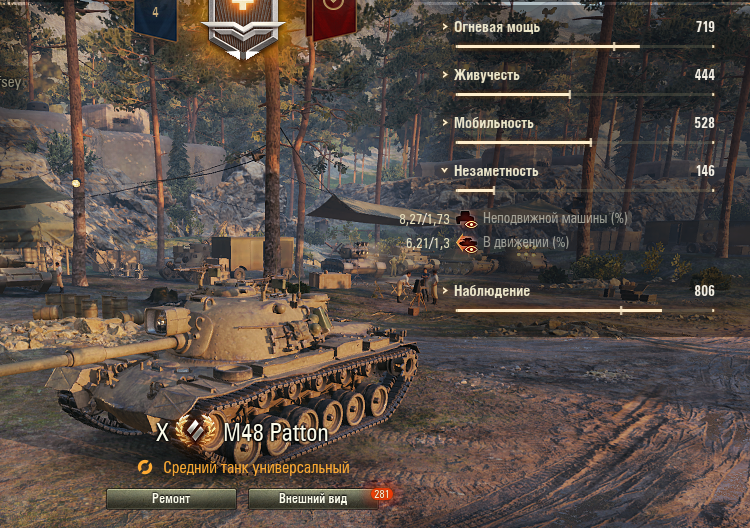 4
Огневая мощь 719
rsey
Живучесть 444
Мобильность 528
Незаметность 146
8,27/1,73 Неподвижной машины (%)
6,21/1,3 В движении (%)
Наблюдение 806
X M48 Patton
Средний танк универсальный
Ремонт Внешний вид 281